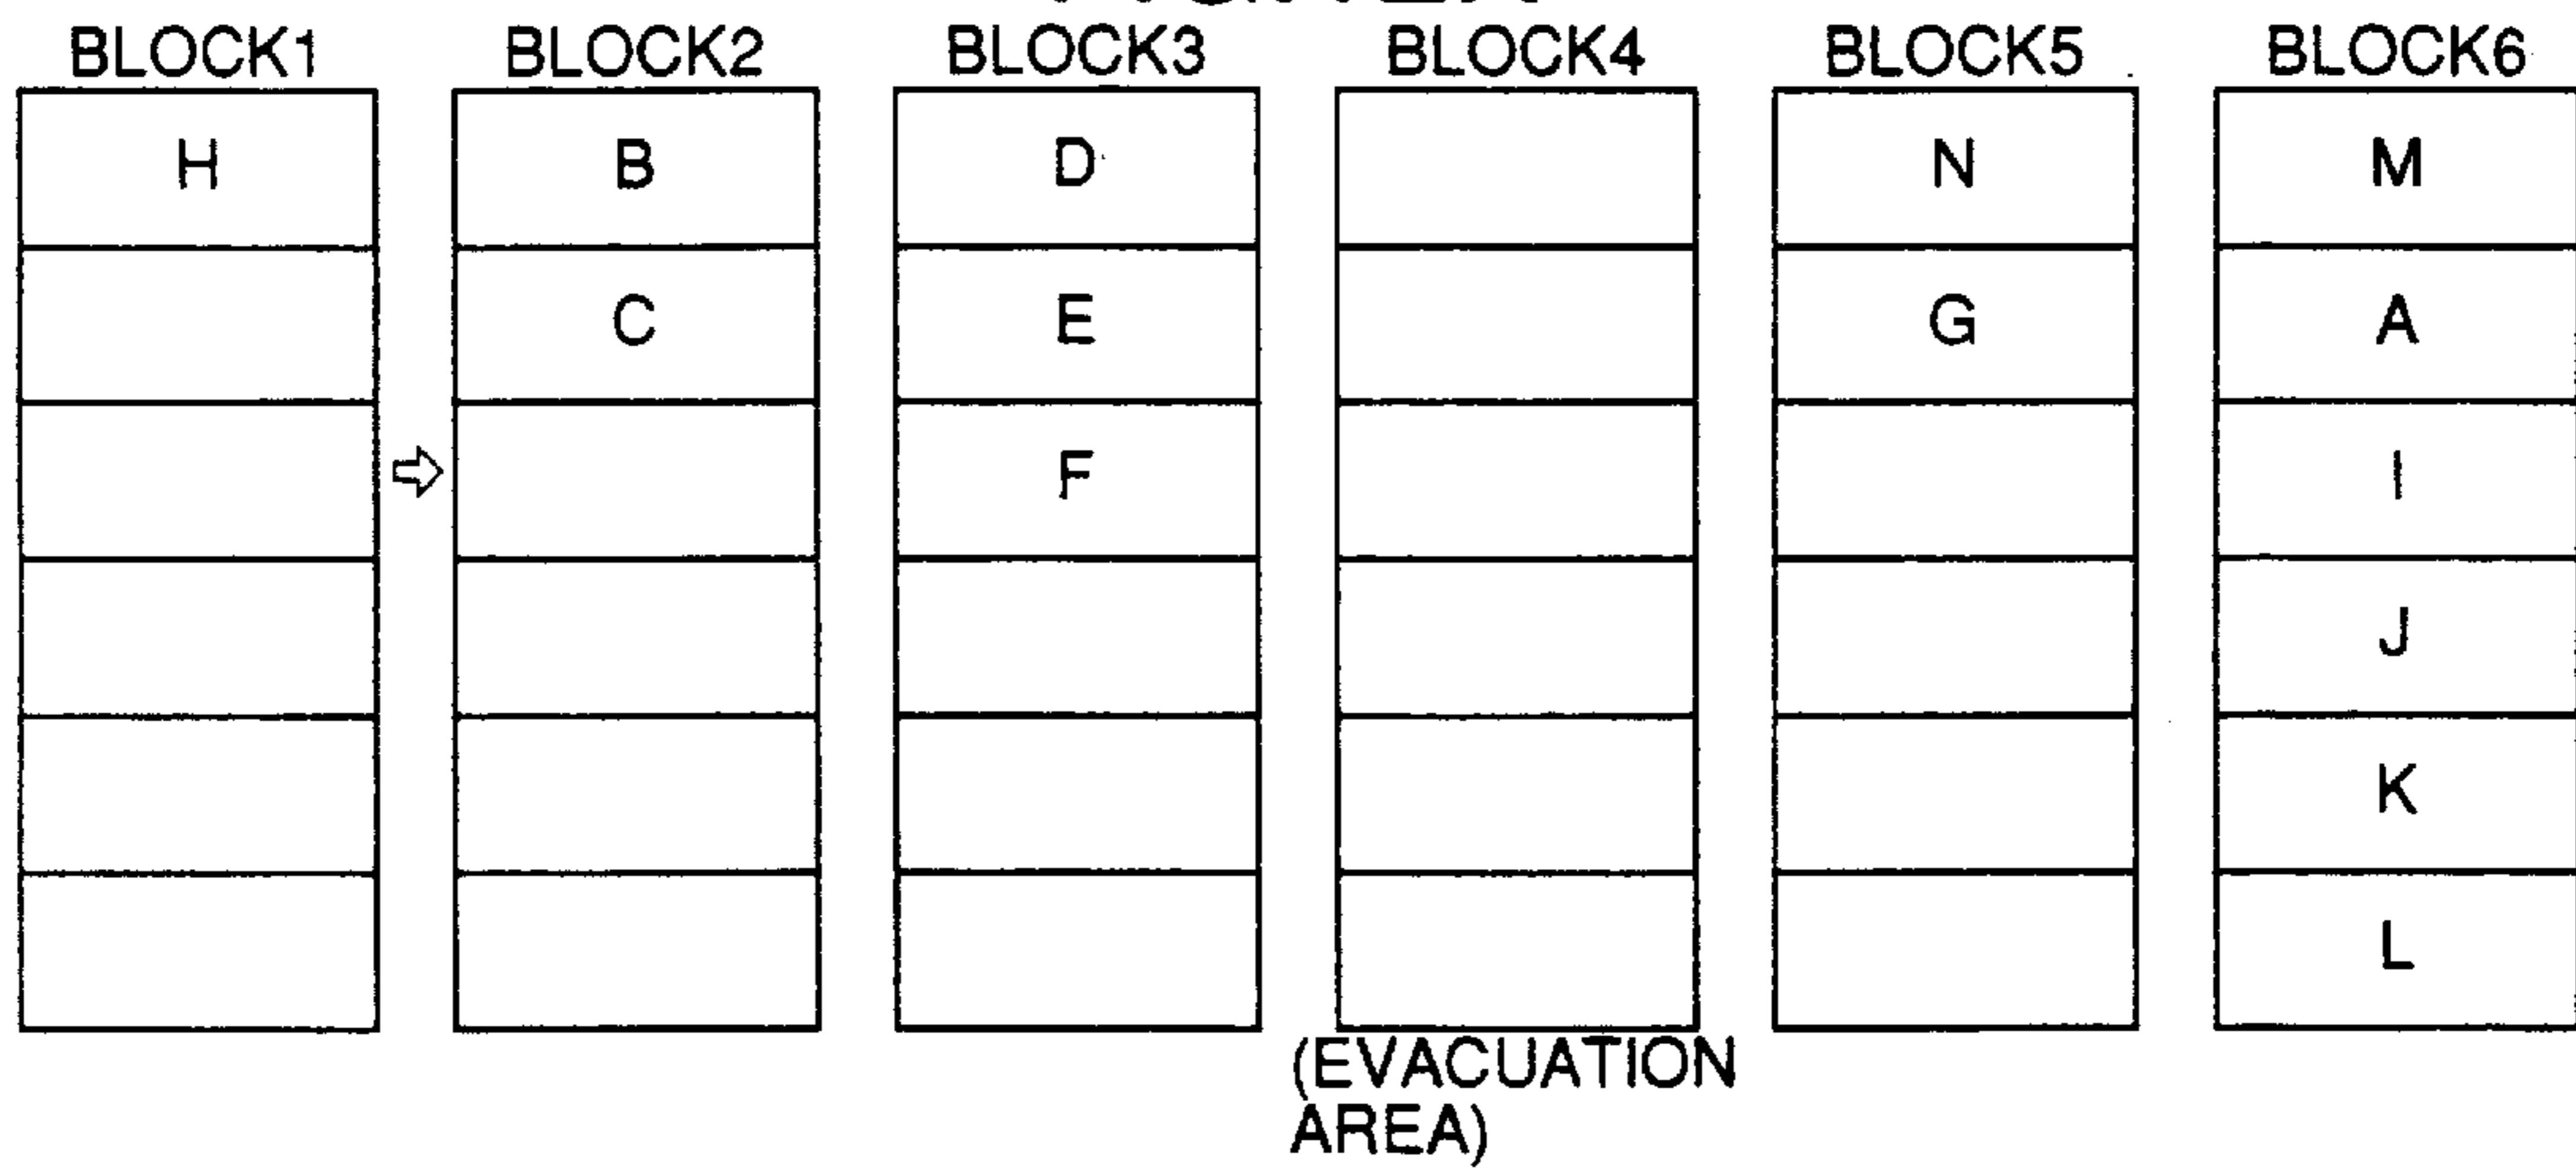 BLOCK1 BLOCK2 BLOCK3 BLOCK4 BLOCK5 BLOCK6
H B D N M
C E G A
F I
J
K
L
(EVACUATION
AREA)